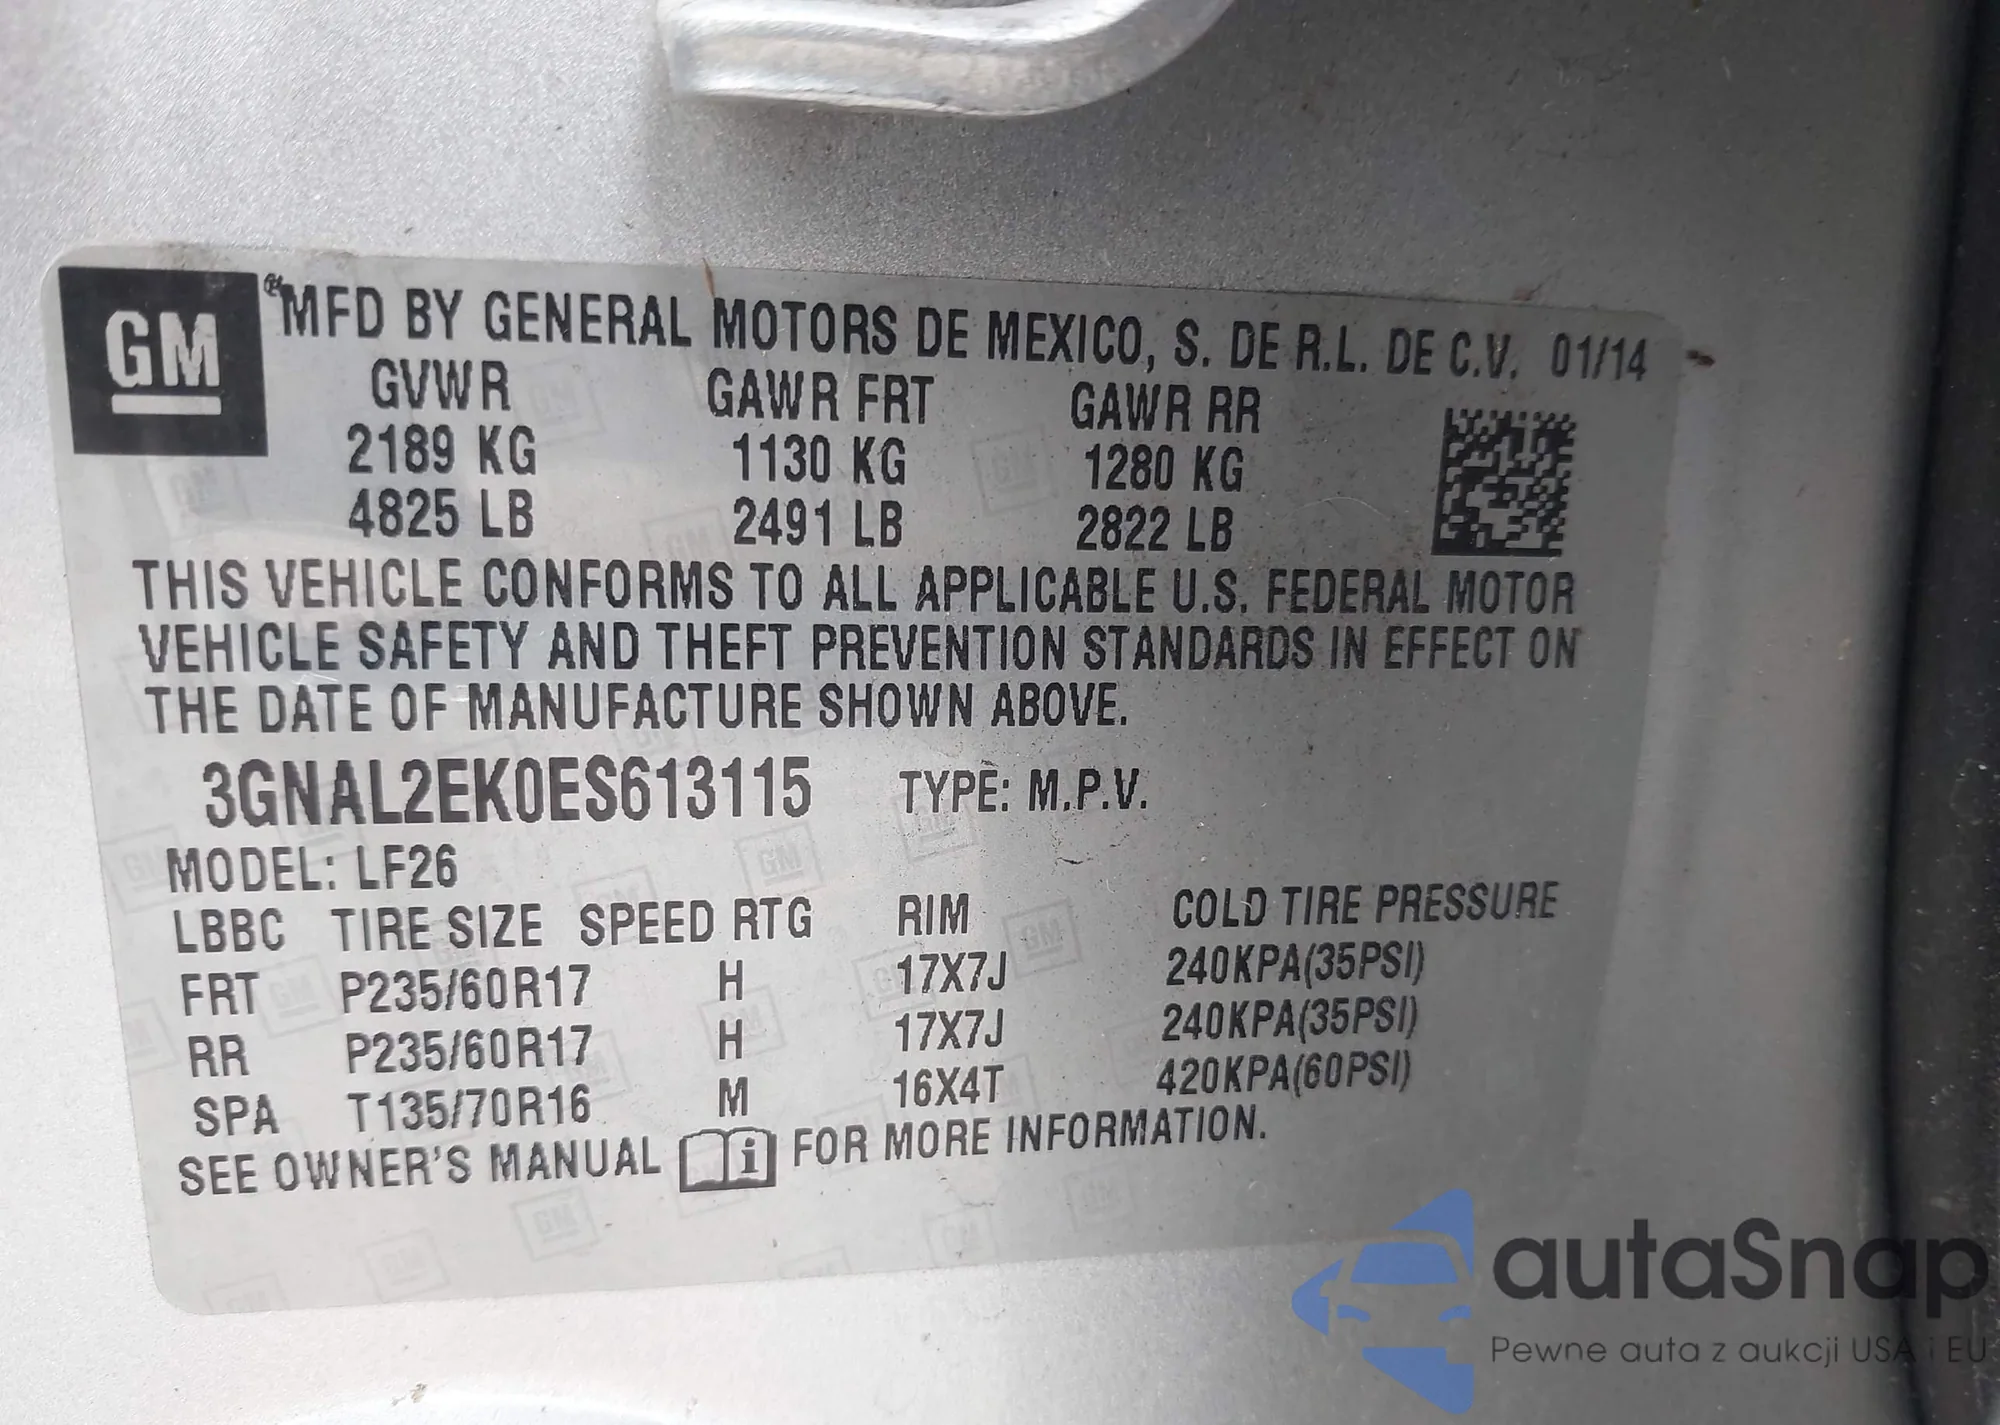 GM ® MFD BY GENERAL MOTORS DE MEXICO, S. DE R.L. DE C.V. 01/14
GVWR GAWR FRT GAWR RR
2189 KG 1130 KG 1280 KG
4825 LB 2491 LB 2822 LB
THIS VEHICLE CONFORMS TO ALL APPLICABLE U.S. FEDERAL MOTOR
VEHICLE SAFETY AND THEFT PREVENTION STANDARDS IN EFFECT ON
THE DATE OF MANUFACTURE SHOWN ABOVE.
3GNAL2EK0ES613115 TYPE: M.P.V.
MODEL: LF26
LBBC TIRE SIZE SPEED RTG RIM COLD TIRE PRESSURE
FRT P235/60R17 H 17X7J 240KPA(35PSI)
RR P235/60R17 H 17X7J 240KPA(35PSI)
SPA T135/70R16 M 16X4T 420KPA(60PSI)
SEE OWNER'S MANUAL i FOR MORE INFORMATION.
autaSnap
Pewne auta z aukcji USA i EU